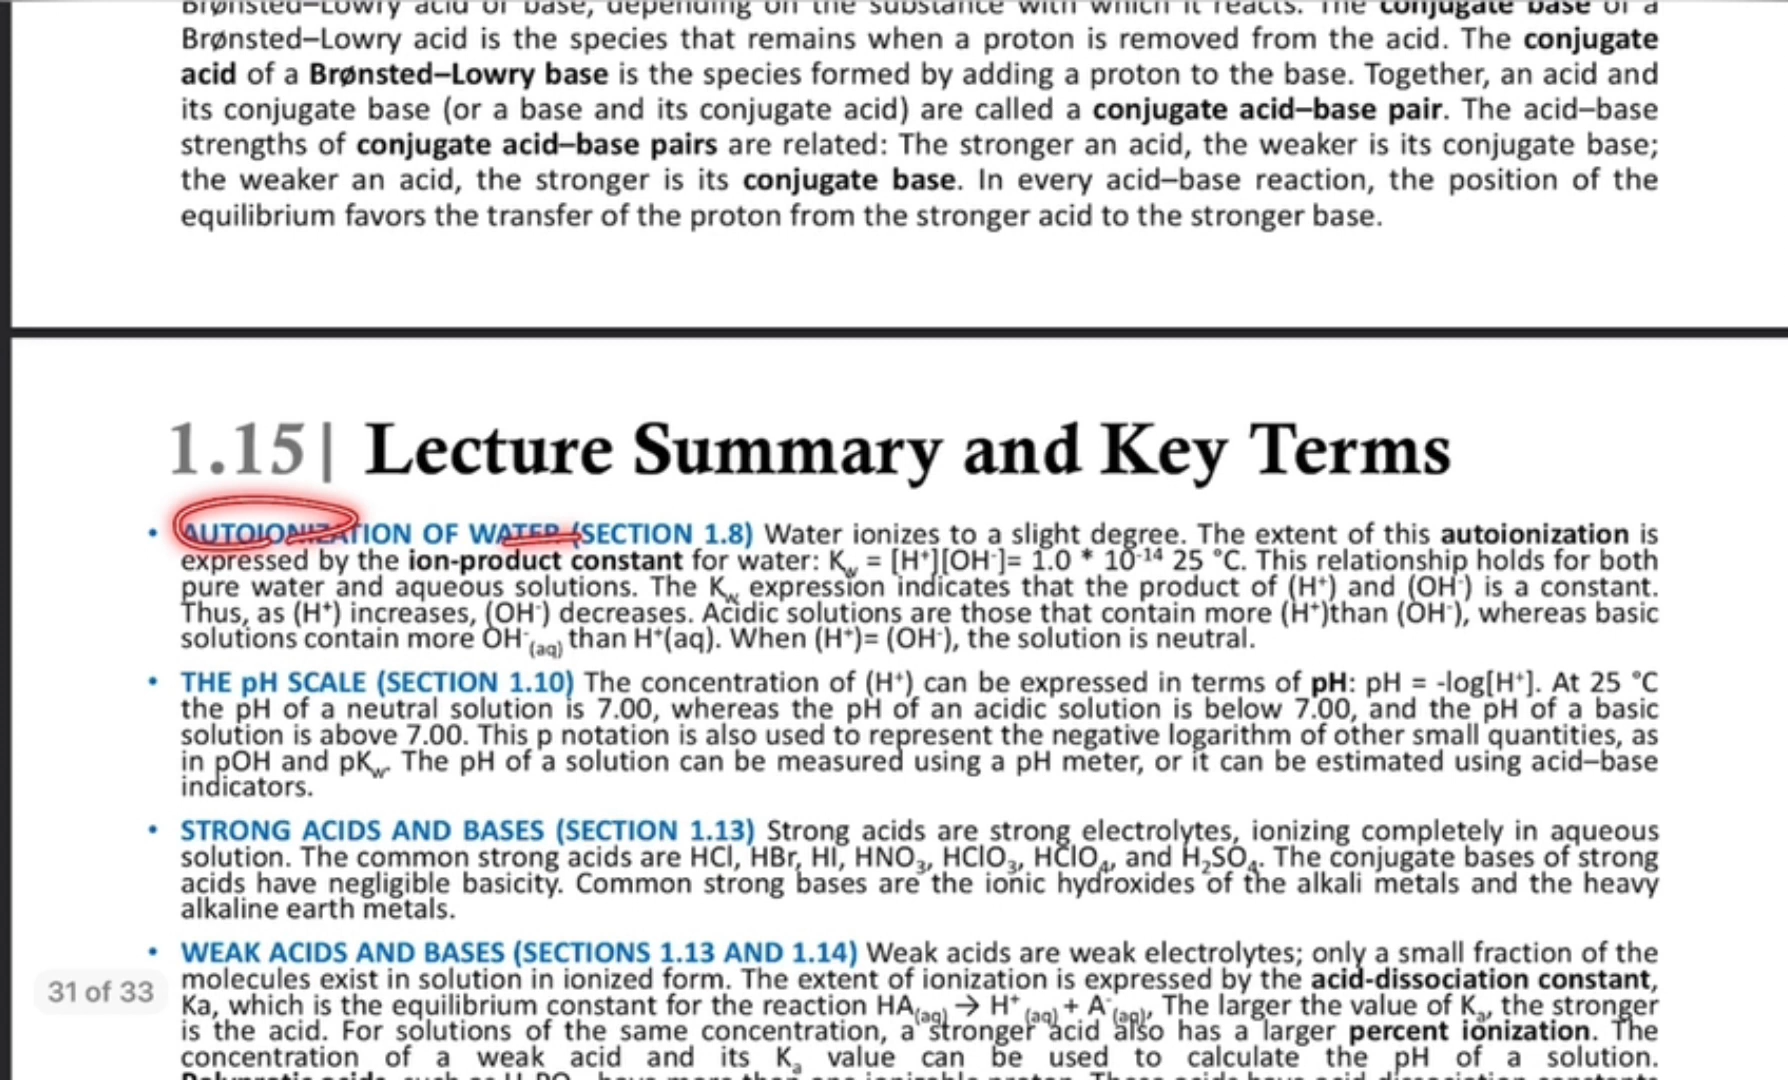 Brønsted–Lowry acid or base, depending on the substance with which it reacts. The conjugate base of a
Brønsted–Lowry acid is the species that remains when a proton is removed from the acid. The conjugate
acid of a Brønsted–Lowry base is the species formed by adding a proton to the base. Together, an acid and
its conjugate base (or a base and its conjugate acid) are called a conjugate acid–base pair. The acid–base
strengths of conjugate acid–base pairs are related: The stronger an acid, the weaker is its conjugate base;
the weaker an acid, the stronger is its conjugate base. In every acid–base reaction, the position of the
equilibrium favors the transfer of the proton from the stronger acid to the stronger base.
1.15| Lecture Summary and Key Terms
• AUTOIONIZATION OF WATER (SECTION 1.8) Water ionizes to a slight degree. The extent of this autoionization is
expressed by the ion-product constant for water: Kw = [H⁺][OH⁻]= 1.0 * 10⁻¹⁴ 25 °C. This relationship holds for both
pure water and aqueous solutions. The Kw expression indicates that the product of (H⁺) and (OH⁻) is a constant.
Thus, as (H⁺) increases, (OH⁻) decreases. Acidic solutions are those that contain more (H⁺)than (OH⁻), whereas basic
solutions contain more OH⁻(aq) than H⁺(aq). When (H⁺)= (OH⁻), the solution is neutral.
• THE pH SCALE (SECTION 1.10) The concentration of (H⁺) can be expressed in terms of pH: pH = -log[H⁺]. At 25 °C
the pH of a neutral solution is 7.00, whereas the pH of an acidic solution is below 7.00, and the pH of a basic
solution is above 7.00. This p notation is also used to represent the negative logarithm of other small quantities, as
in pOH and pKw. The pH of a solution can be measured using a pH meter, or it can be estimated using acid–base
indicators.
• STRONG ACIDS AND BASES (SECTION 1.13) Strong acids are strong electrolytes, ionizing completely in aqueous
solution. The common strong acids are HCl, HBr, HI, HNO₃, HClO₃, HClO₄, and H₂SO₄. The conjugate bases of strong
acids have negligible basicity. Common strong bases are the ionic hydroxides of the alkali metals and the heavy
alkaline earth metals.
• WEAK ACIDS AND BASES (SECTIONS 1.13 AND 1.14) Weak acids are weak electrolytes; only a small fraction of the
molecules exist in solution in ionized form. The extent of ionization is expressed by the acid-dissociation constant,
31 of 33
Ka, which is the equilibrium constant for the reaction HA(aq) → H⁺ (aq) + A⁻(aq), The larger the value of Ka, the stronger
is the acid. For solutions of the same concentration, a stronger acid also has a larger percent ionization. The
concentration of a weak acid and its Ka value can be used to calculate the pH of a solution.